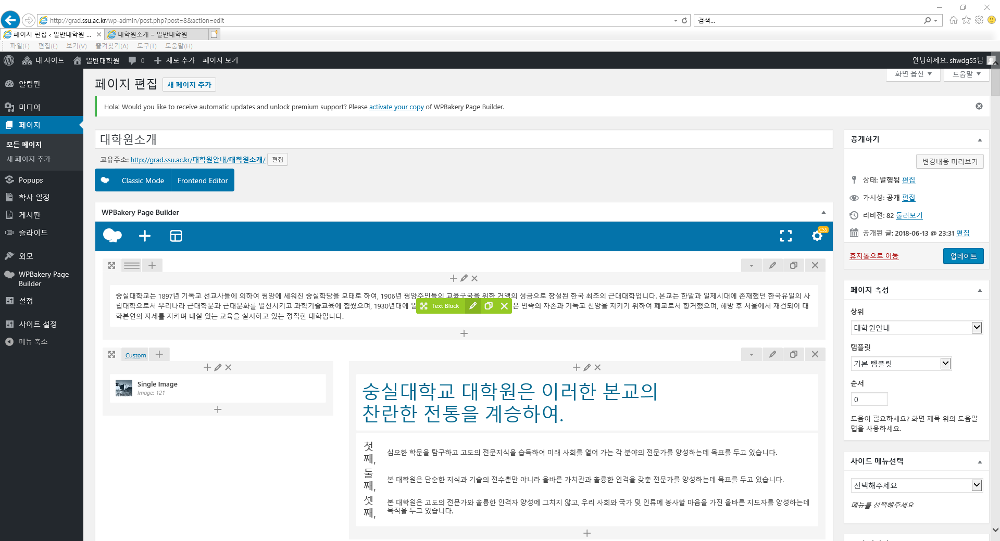 http://grad.ssu.ac.kr/wp-admin/post.php?post=8&action=edit
검색...
페이지 편집 ‹ 일반대학원 ...
대학원소개 – 일반대학원
파일(F) 편집(E) 보기(V) 즐겨찾기(A) 도구(T) 도움말(H)
내 사이트 일반대학원 0 새로 추가 페이지 보기
안녕하세요. shwdg55님
알림판
미디어
페이지
모든 페이지
새 페이지 추가
Popups
학사 일정
게시판
슬라이드
외모
WPBakery Page
Builder
설정
사이트 설정
메뉴 축소
페이지 편집 새 페이지 추가
화면 옵션 도움말
Hola! Would you like to receive automatic updates and unlock premium support? Please activate your copy of WPBakery Page Builder.
대학원소개
고유주소: http://grad.ssu.ac.kr/대학원안내/대학원소개/ 편집
Classic Mode Frontend Editor
WPBakery Page Builder
CSS
숭실대학교는 1897년 기독교 선교사들에 의하여 평양에 세워진 숭실학당을 모태로 하여, 1906년 평양주민들의 교육구국을 위한 거액의 성금으로 창설된 한국 최초의 근대대학입니다. 본교는 한말과 일제시대에 존재했던 한국유일의 사
립대학으로서 우리나라 근대학문과 근대문화를 발전시키고 과학기술교육에 힘썼으며, 1930년대에 일 은 민족의 자존과 기독교 신앙을 지키기 위하여 폐교로서 항거했으며, 해방 후 서울에서 재건되어 대
Text Block
학본연의 자세를 지키며 내실 있는 교육을 실시하고 있는 정직한 대학입니다.
Custom
Single Image
Image: 121
숭실대학교 대학원은 이러한 본교의
찬란한 전통을 계승하여.
첫
째,
심오한 학문을 탐구하고 고도의 전문지식을 습득하여 미래 사회를 열어 가는 각 분야의 전문가를 양성하는데 목표를 두고 있습니다.
둘
째,
본 대학원은 단순한 지식과 기술의 전수뿐만 아니라 올바른 가치관과 훌륭한 인격을 갖춘 전문가를 양성하는데 목표를 두고 있습니다.
셋
째,
본 대학원은 고도의 전문가와 훌륭한 인격자 양성에 그치지 않고, 우리 사회와 국가 및 인류에 봉사할 마음을 가진 올바른 지도자를 양성하는데
목적을 두고 있습니다.
공개하기
변경내용 미리보기
상태: 발행됨 편집
가시성: 공개 편집
리비전: 82 둘러보기
공개된 글: 2018-06-13 @ 23:31 편집
휴지통으로 이동 업데이트
페이지 속성
상위
대학원안내
템플릿
기본 템플릿
순서
0
도움이 필요하세요? 화면 제목 위의 도움말
탭을 사용하세요.
사이드 메뉴선택
선택해주세요
메뉴를 선택해주세요